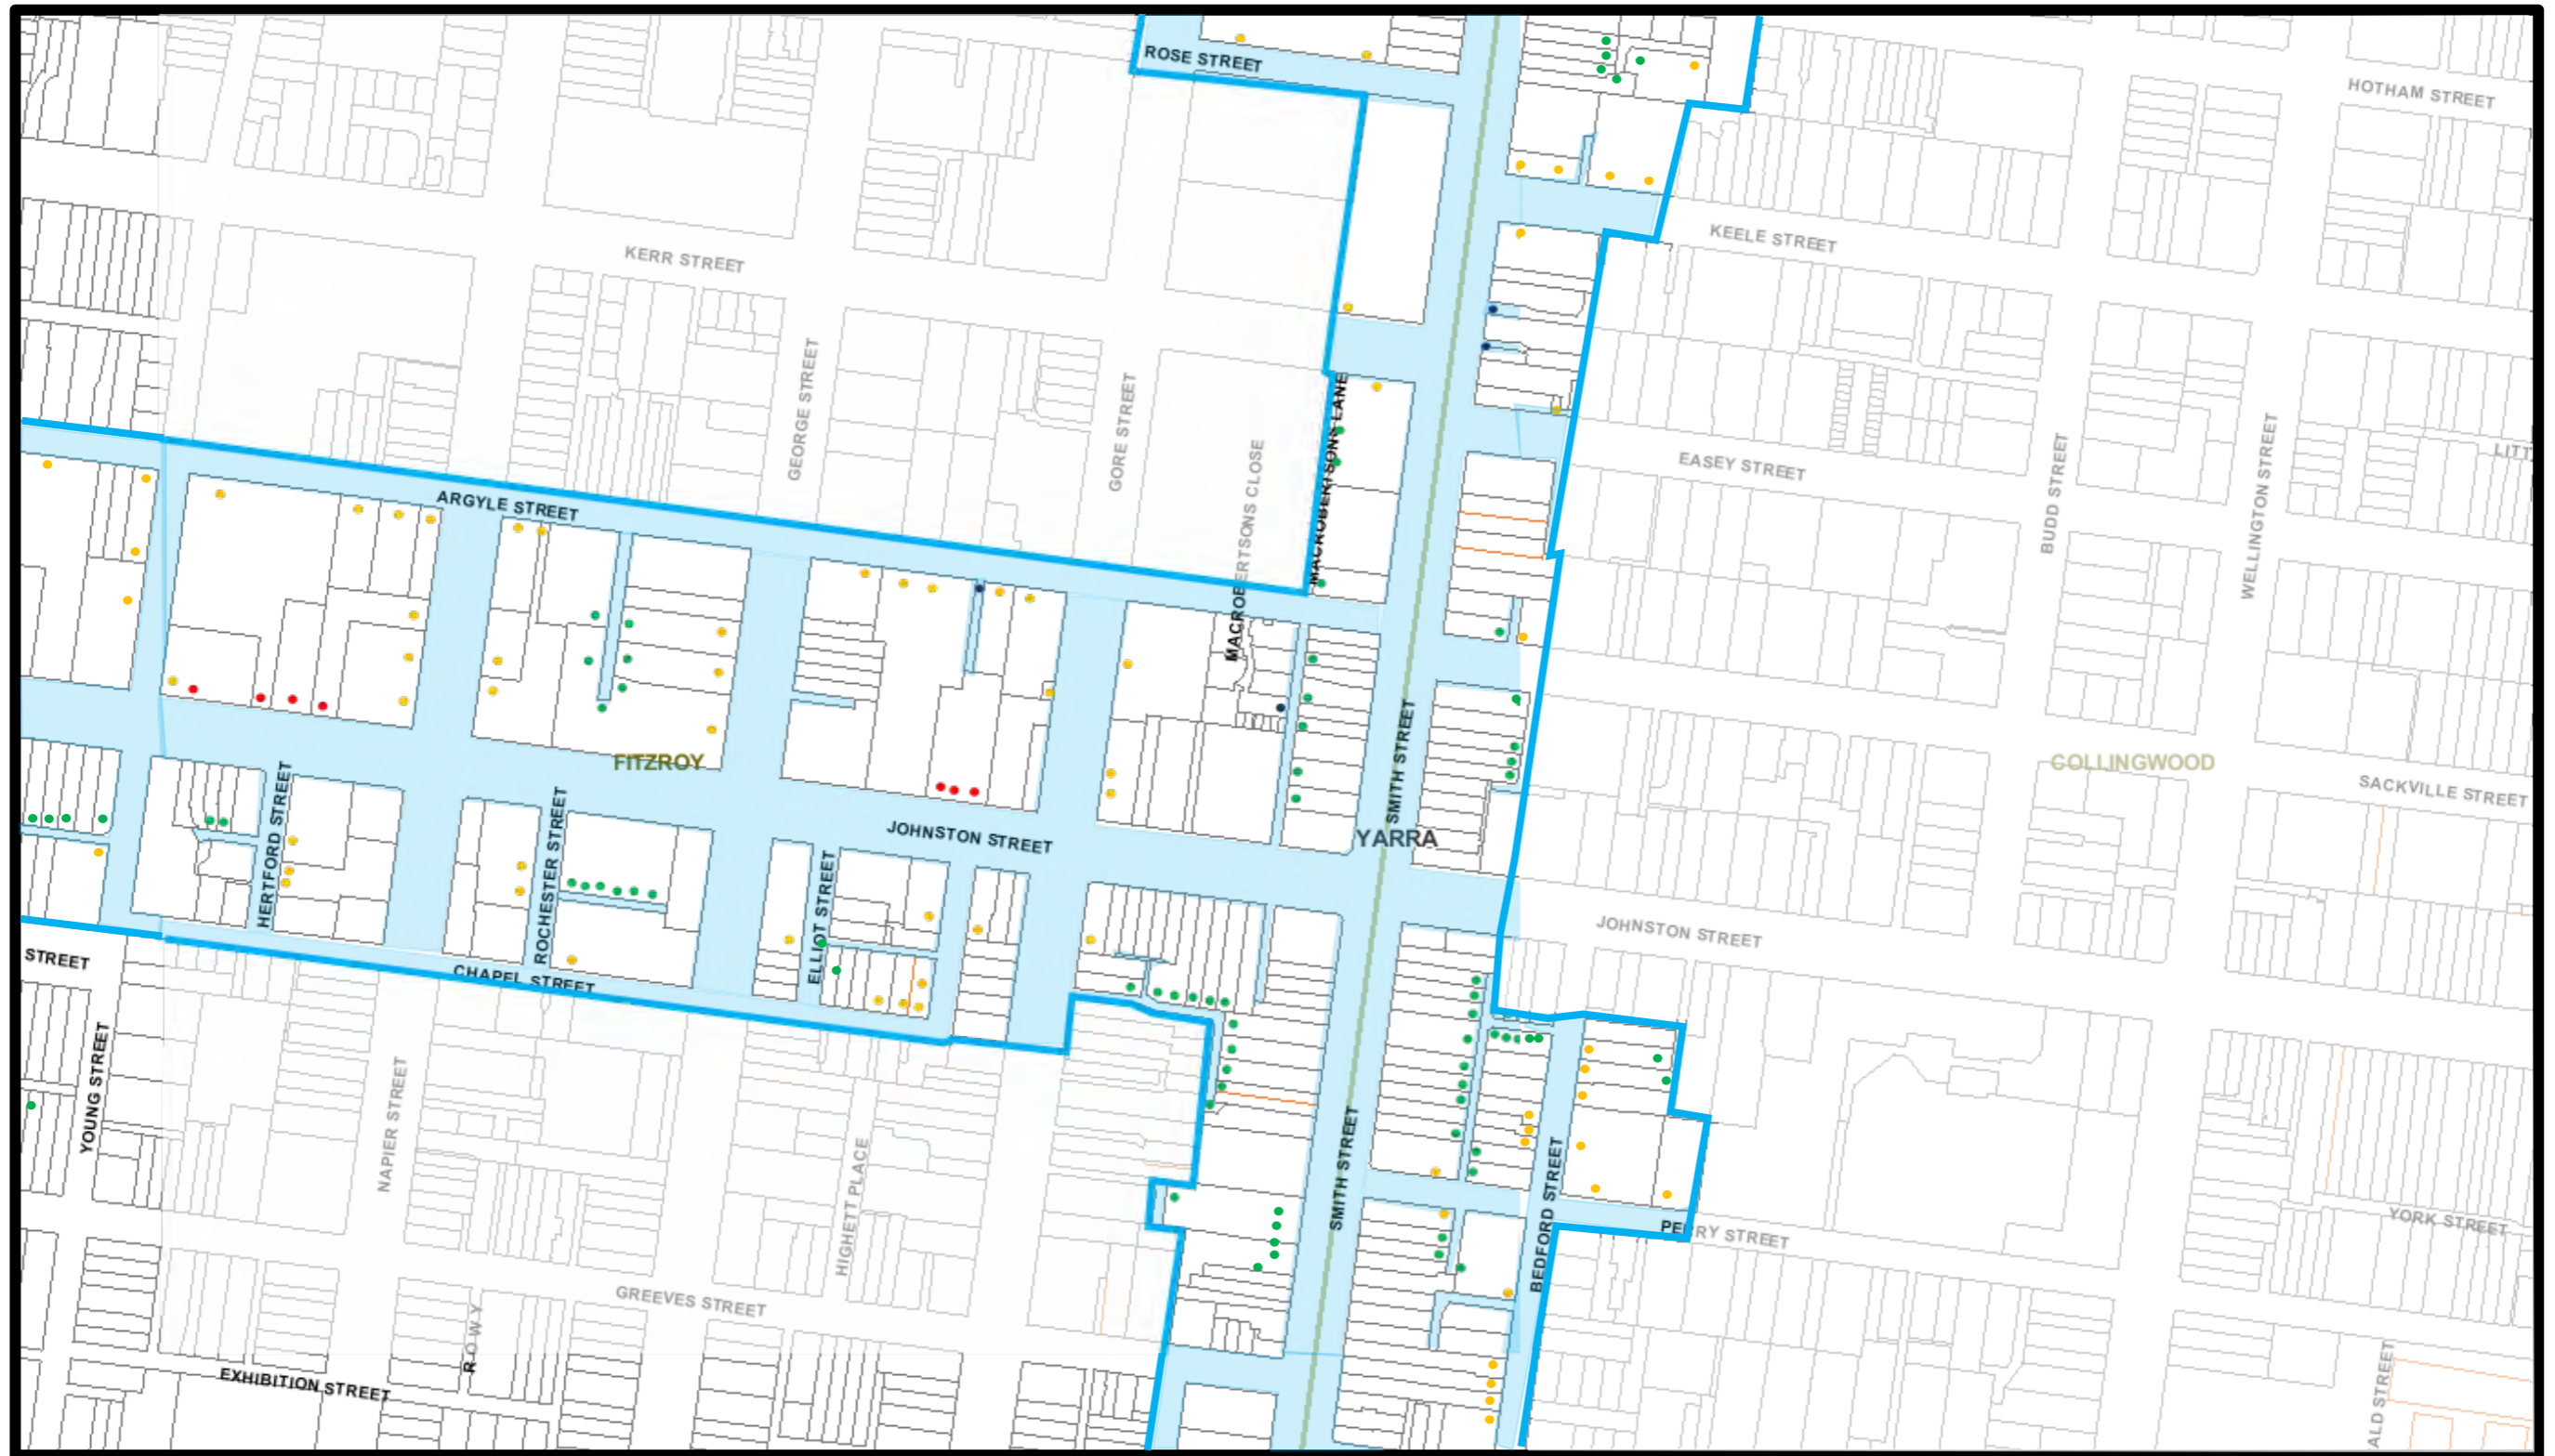 ROSE STREET
HOTHAM STREET
KEELE STREET
KERR STREET
GEORGE STREET
GORE STREET
MACROBERTSONS LANE
MACROBERTSONS CLOSE
EASEY STREET
BUDD STREET
WELLINGTON STREET
LITT
ARGYLE STREET
FITZROY
SMITH STREET
COLLINGWOOD
SACKVILLE STREET
HERTFORD STREET
ROCHESTER STREET
JOHNSTON STREET
YARRA
ELLIOT STREET
JOHNSTON STREET
STREET
CHAPEL STREET
YOUNG STREET
NAPIER STREET
HIGHETT PLACE
SMITH STREET
BEDFORD STREET
PERRY STREET
YORK STREET
GREEVES STREET
R O W Y
EXHIBITION STREET
ALD STREET